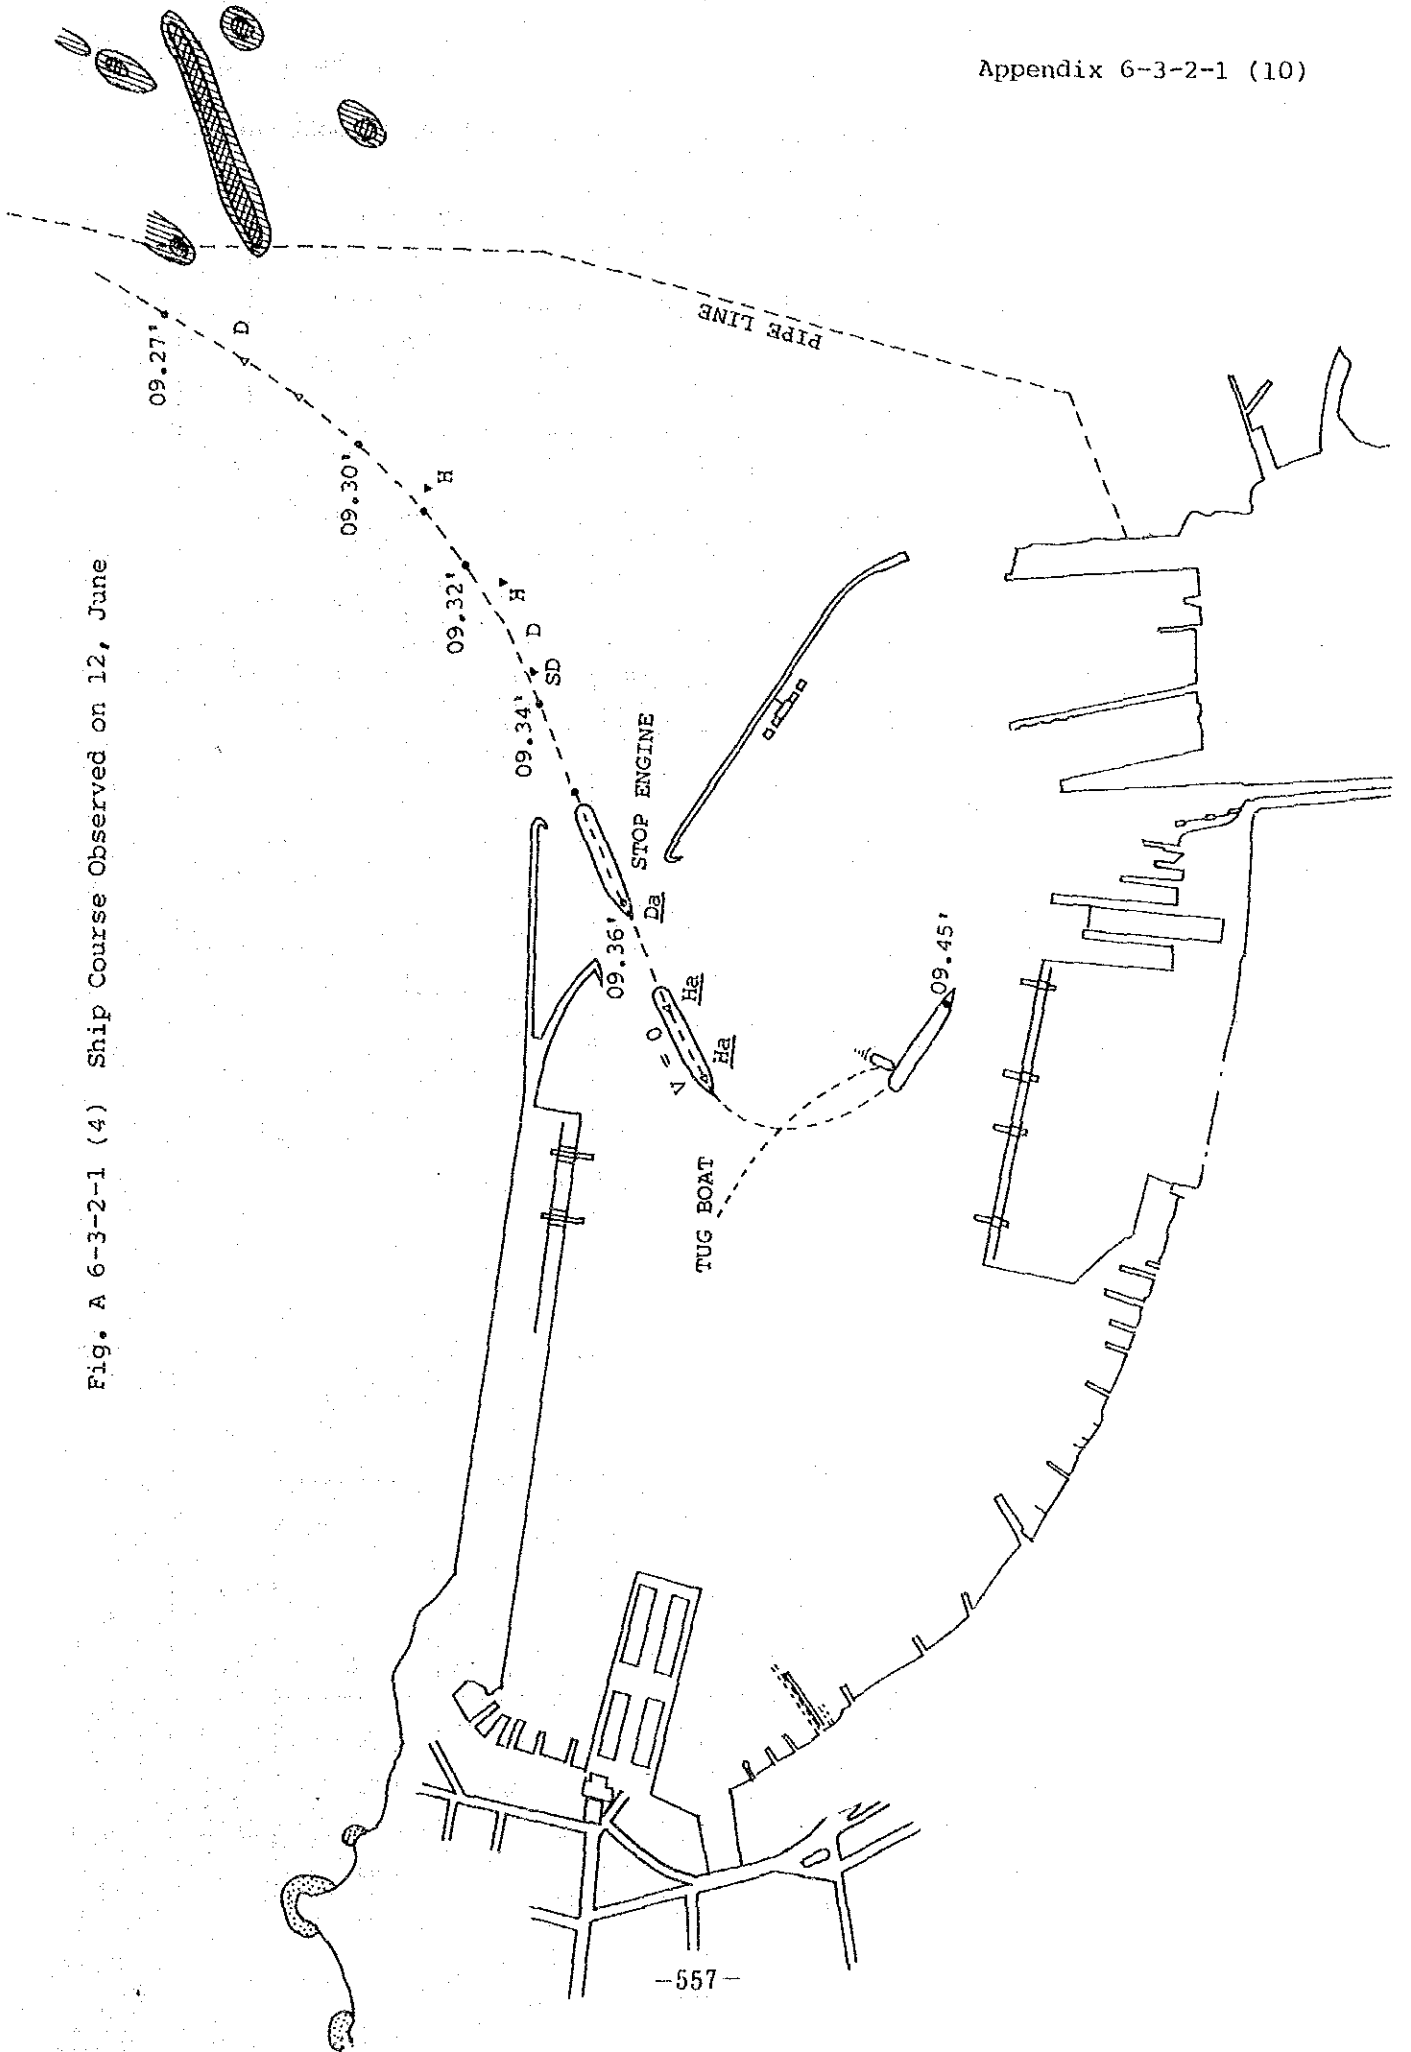 Appendix 6-3-2-1 (10)
Fig. A 6-3-2-1 (4) Ship Course Observed on 12, June
09.27'
D
09.30'
H
09.32'
H
D
09.34'
SD
STOP ENGINE
09.36'
Da
Ha
V = 0
Ha
09.45'
TUG BOAT
PIPE LINE
-557-